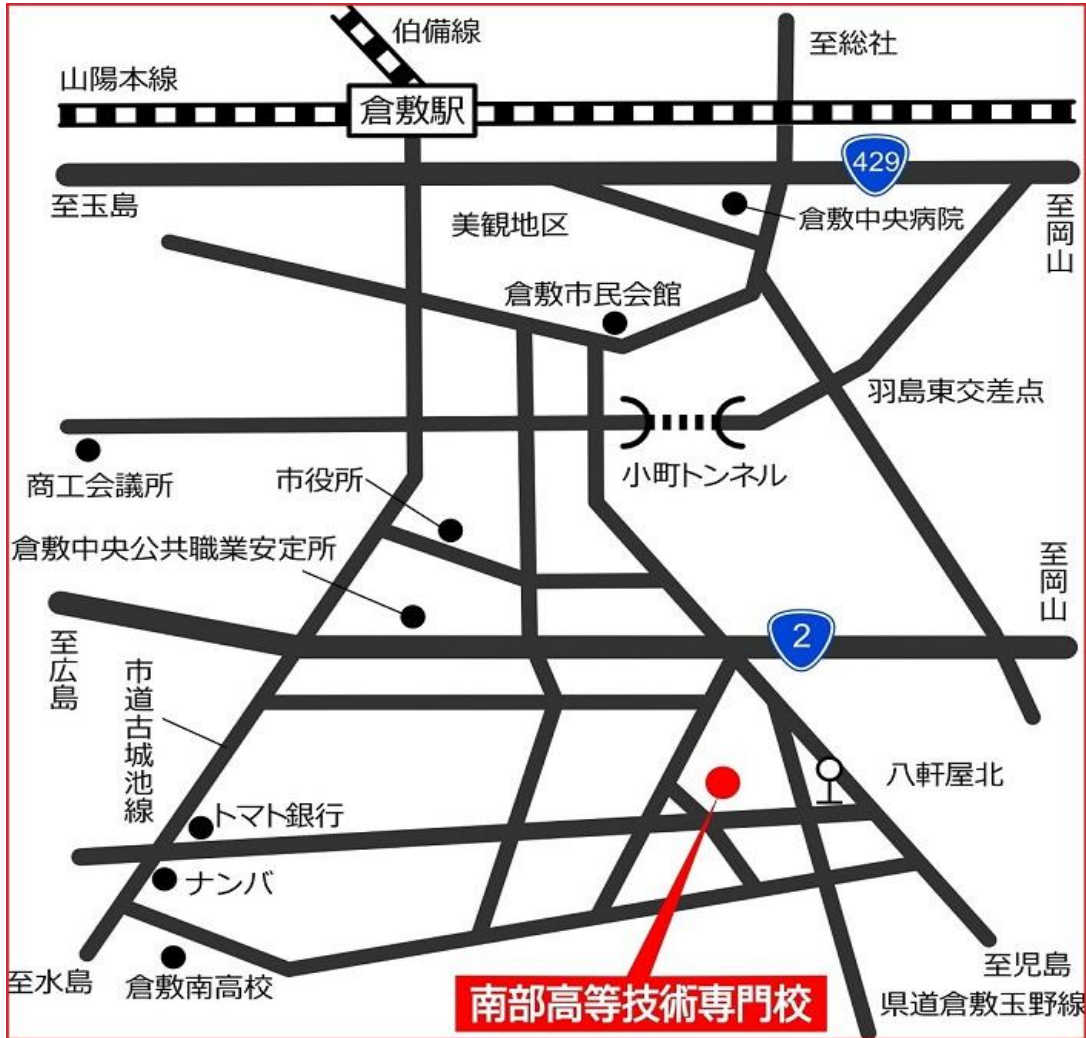 伯備線
至総社
山陽本線
倉敷駅
429
至玉島
美観地区
倉敷中央病院
至岡山
倉敷市民会館
羽島東交差点
商工会議所
市役所
小町トンネル
倉敷中央公共職業安定所
至岡山
至広島
2
市道古城池線
八軒屋北
トマト銀行
ナンバ
至水島
倉敷南高校
南部高等技術専門校
至児島
県道倉敷玉野線